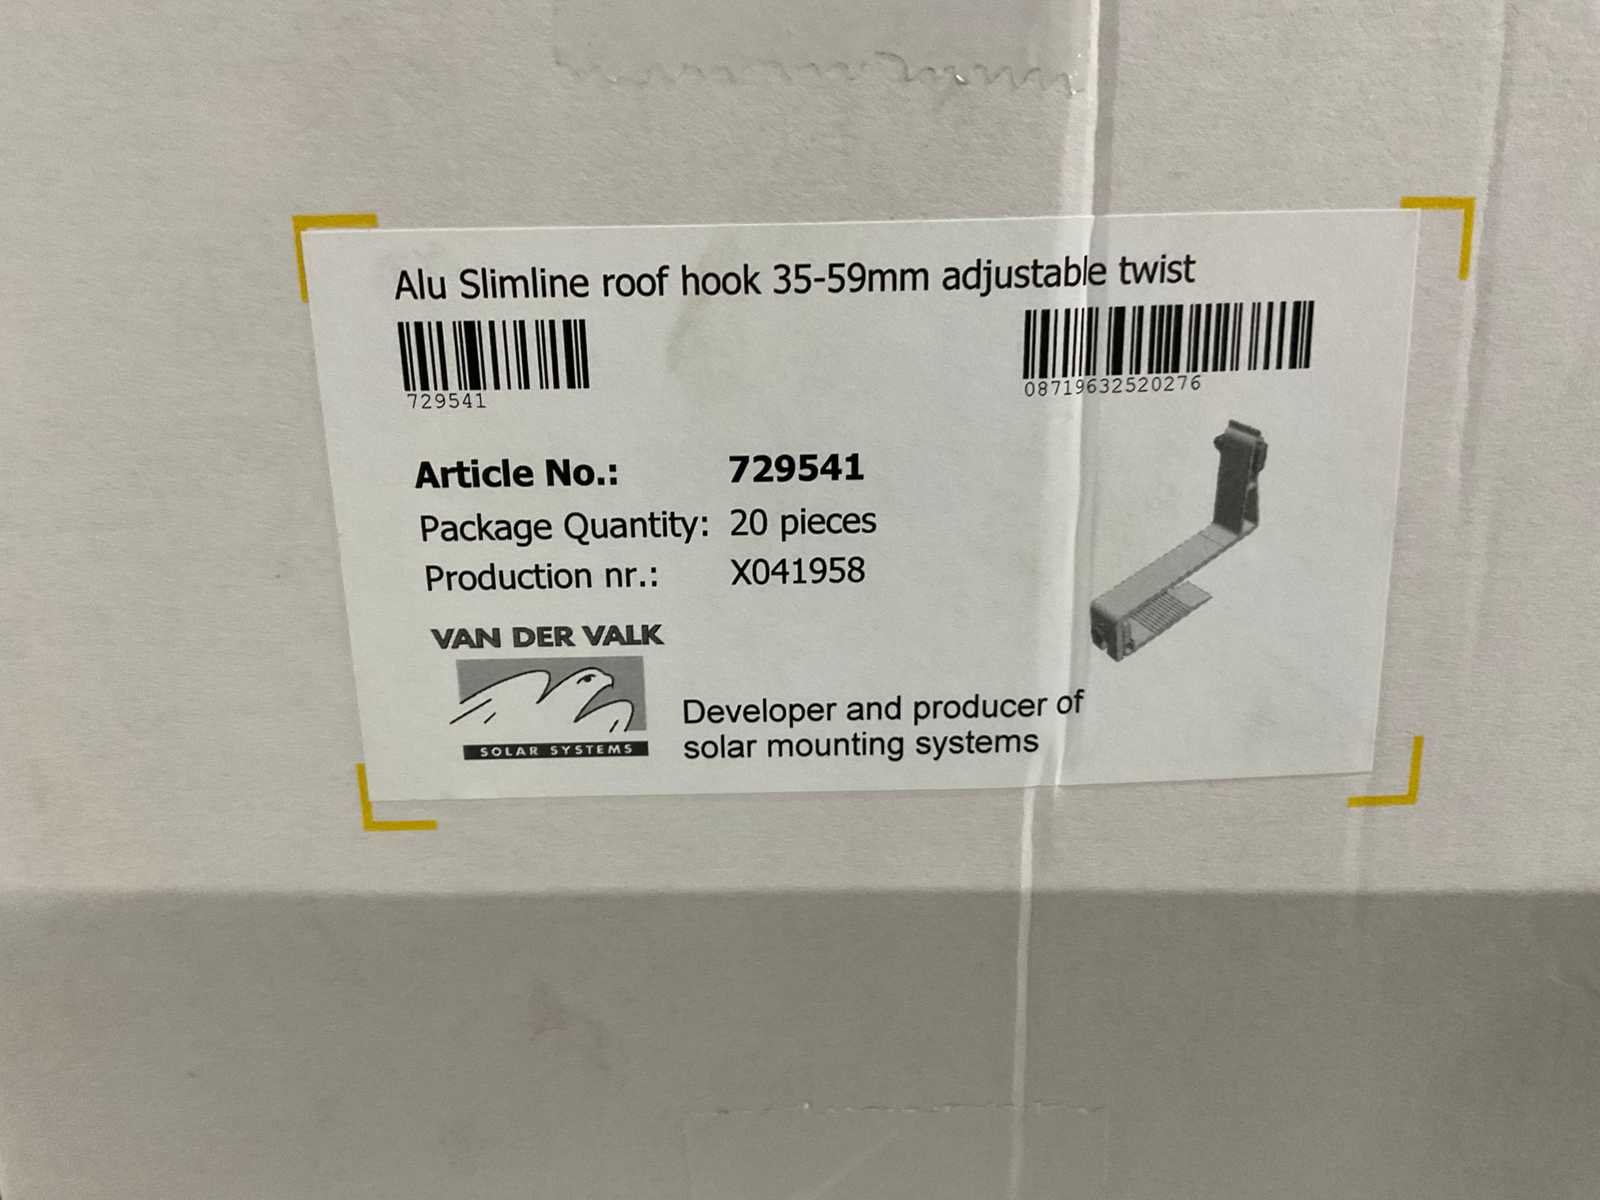 Alu Slimline roof hook 35-59mm adjustable twist
729541
08719632520276
Article No.: 729541
Package Quantity: 20 pieces
Production nr.: X041958
VAN DER VALK
SOLAR SYSTEMS
Developer and producer of
solar mounting systems